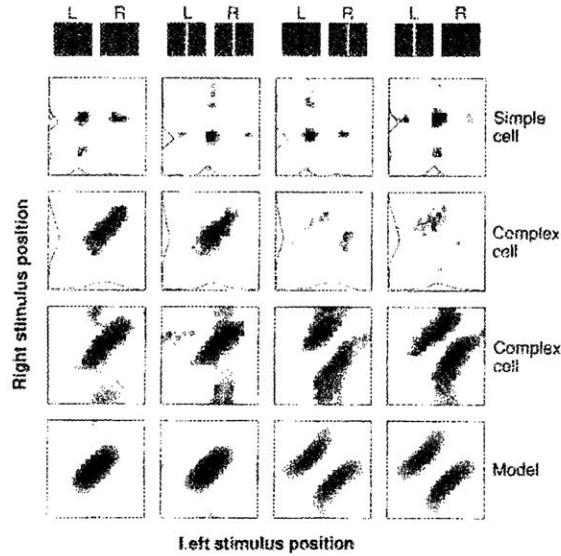 L R L R L R L R
Simple
cell
Complex
cell
Complex
cell
Model
Right stimulus position
Left stimulus position